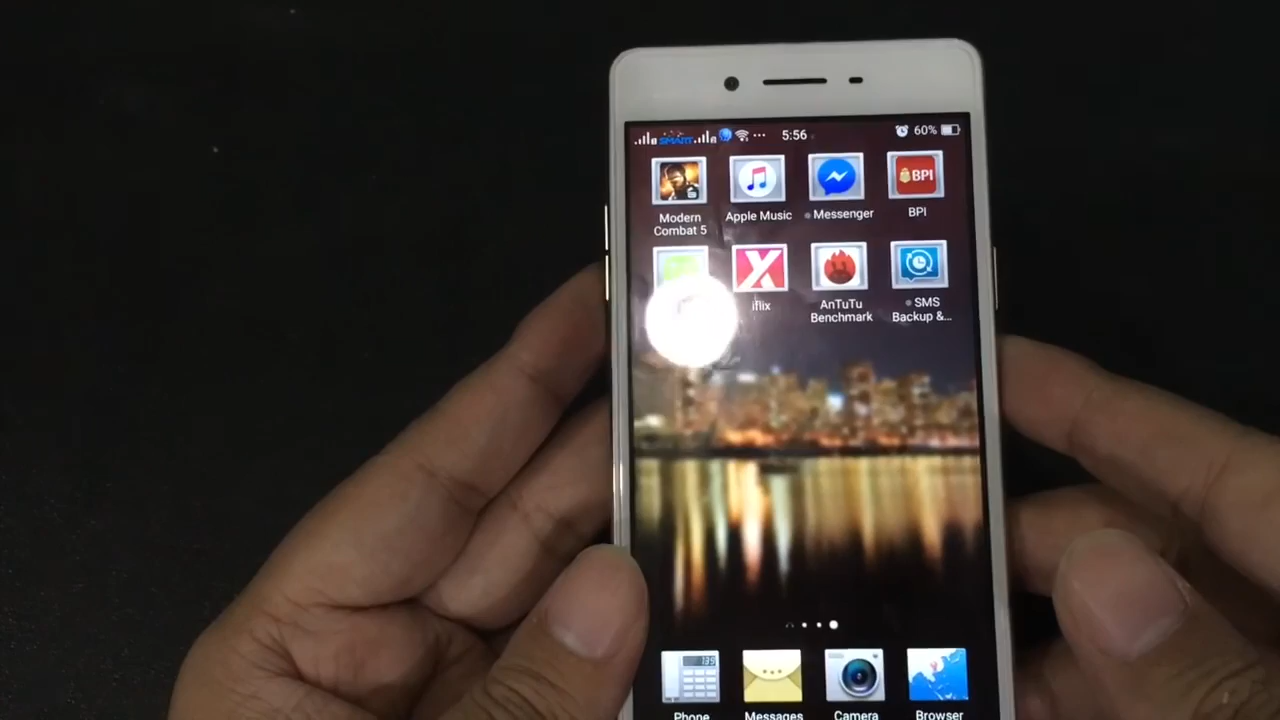 SMART 5:56 60%
Modern
Combat 5
Apple Music
Messenger
BPI
BPI
iflix
AnTuTu
Benchmark
SMS
Backup &...
Phone
Messages
Camera
Browser